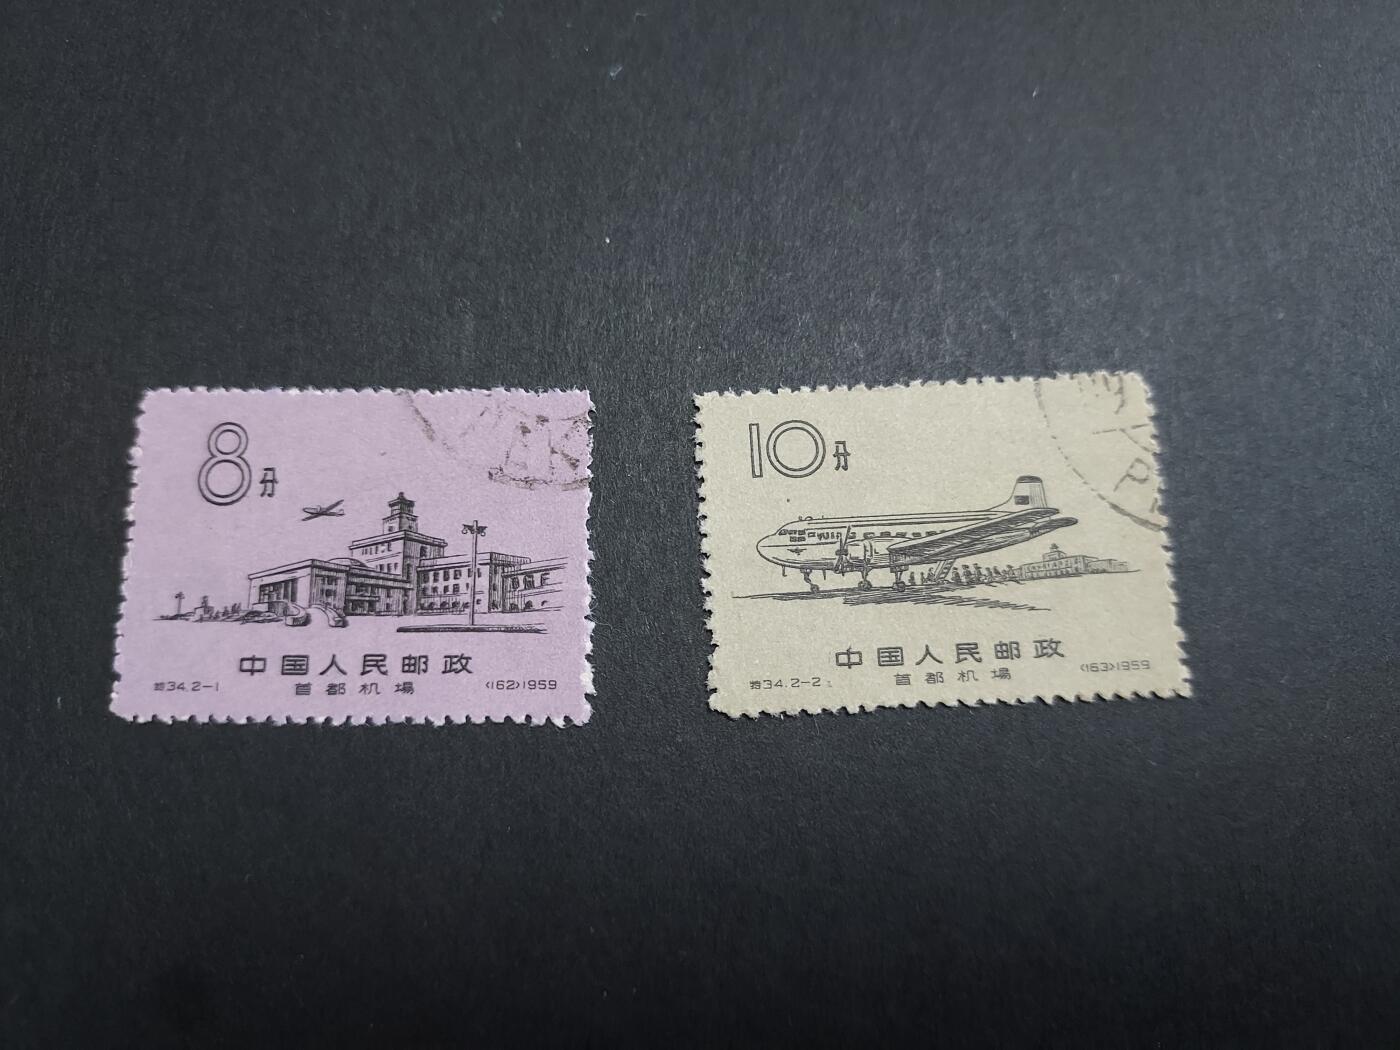 8分
中国人民邮政
首都机場
特34.2-1
(162)1959
10分
中国人民邮政
首都机場
特34.2-2
(163)1959